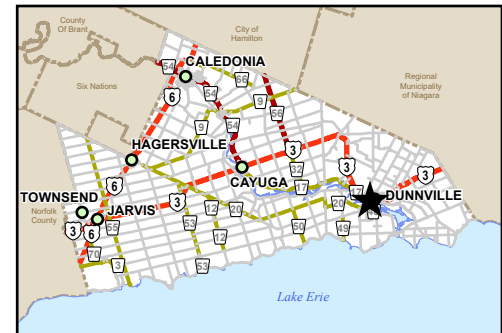 County
Of Brant
City of
Hamilton
CALEDONIA
54
66
Six Nations
6
54
9
56
Regional
Municipality
of Niagara
9
54
HAGERSVILLE
3
3
3
32
6
CAYUGA
17
17
DUNNVILLE
TOWNSEND
3
20
Norfolk
County
JARVIS
12
20
3
6
55
53
12
50
49
70
3
53
Lake Erie